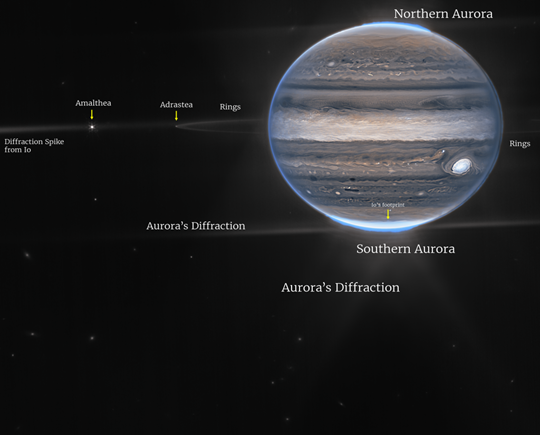 Northern Aurora
Amalthea
Adrastea
Rings
Diffraction Spike
from Io
Rings
Io's footprint
Aurora's Diffraction
Southern Aurora
Aurora's Diffraction